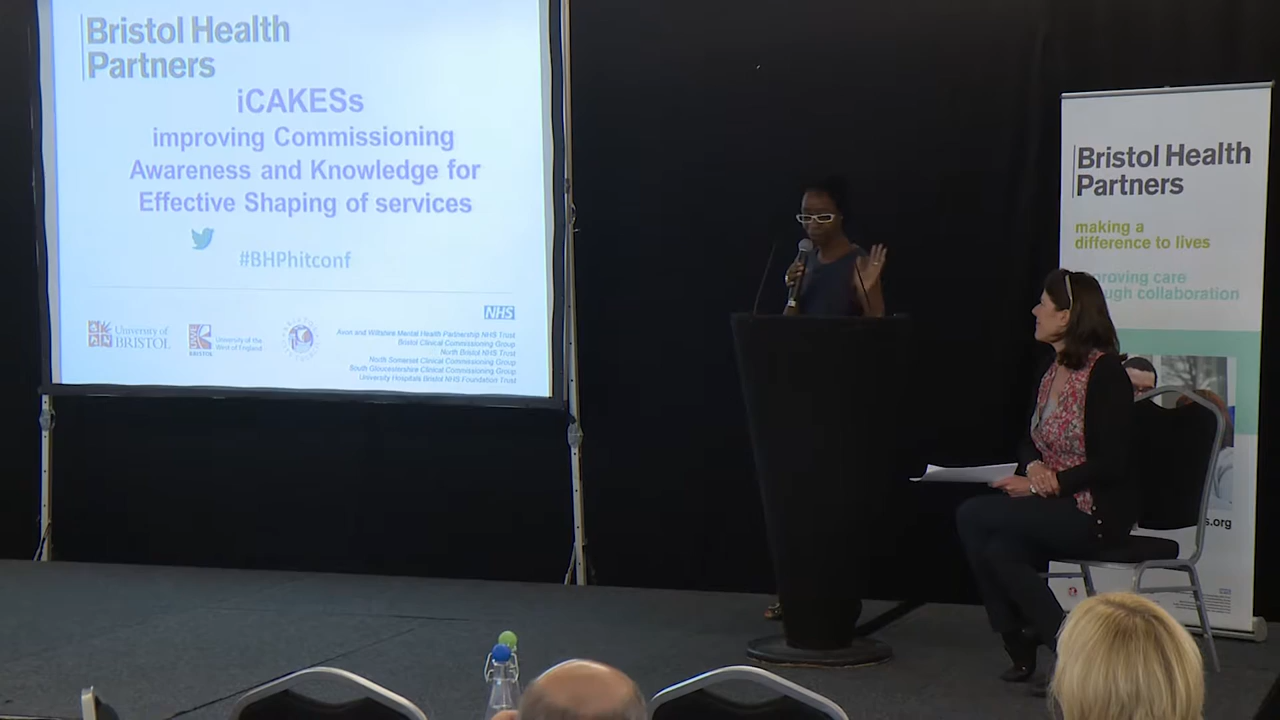 Bristol Health
Partners
iCAKESs
improving Commissioning
Awareness and Knowledge for
Effective Shaping of services
#BHPhitconf
NHS
University of
BRISTOL
BRISTOL
University of the
West of England
Avon and Wiltshire Mental Health Partnership NHS Trust
Bristol Clinical Commissioning Group
North Bristol NHS Trust
North Somerset Clinical Commissioning Group
South Gloucestershire Clinical Commissioning Group
University Hospitals Bristol NHS Foundation Trust
Bristol Health
Partners
making a
difference to lives
proving care
ugh collaboration
s.org